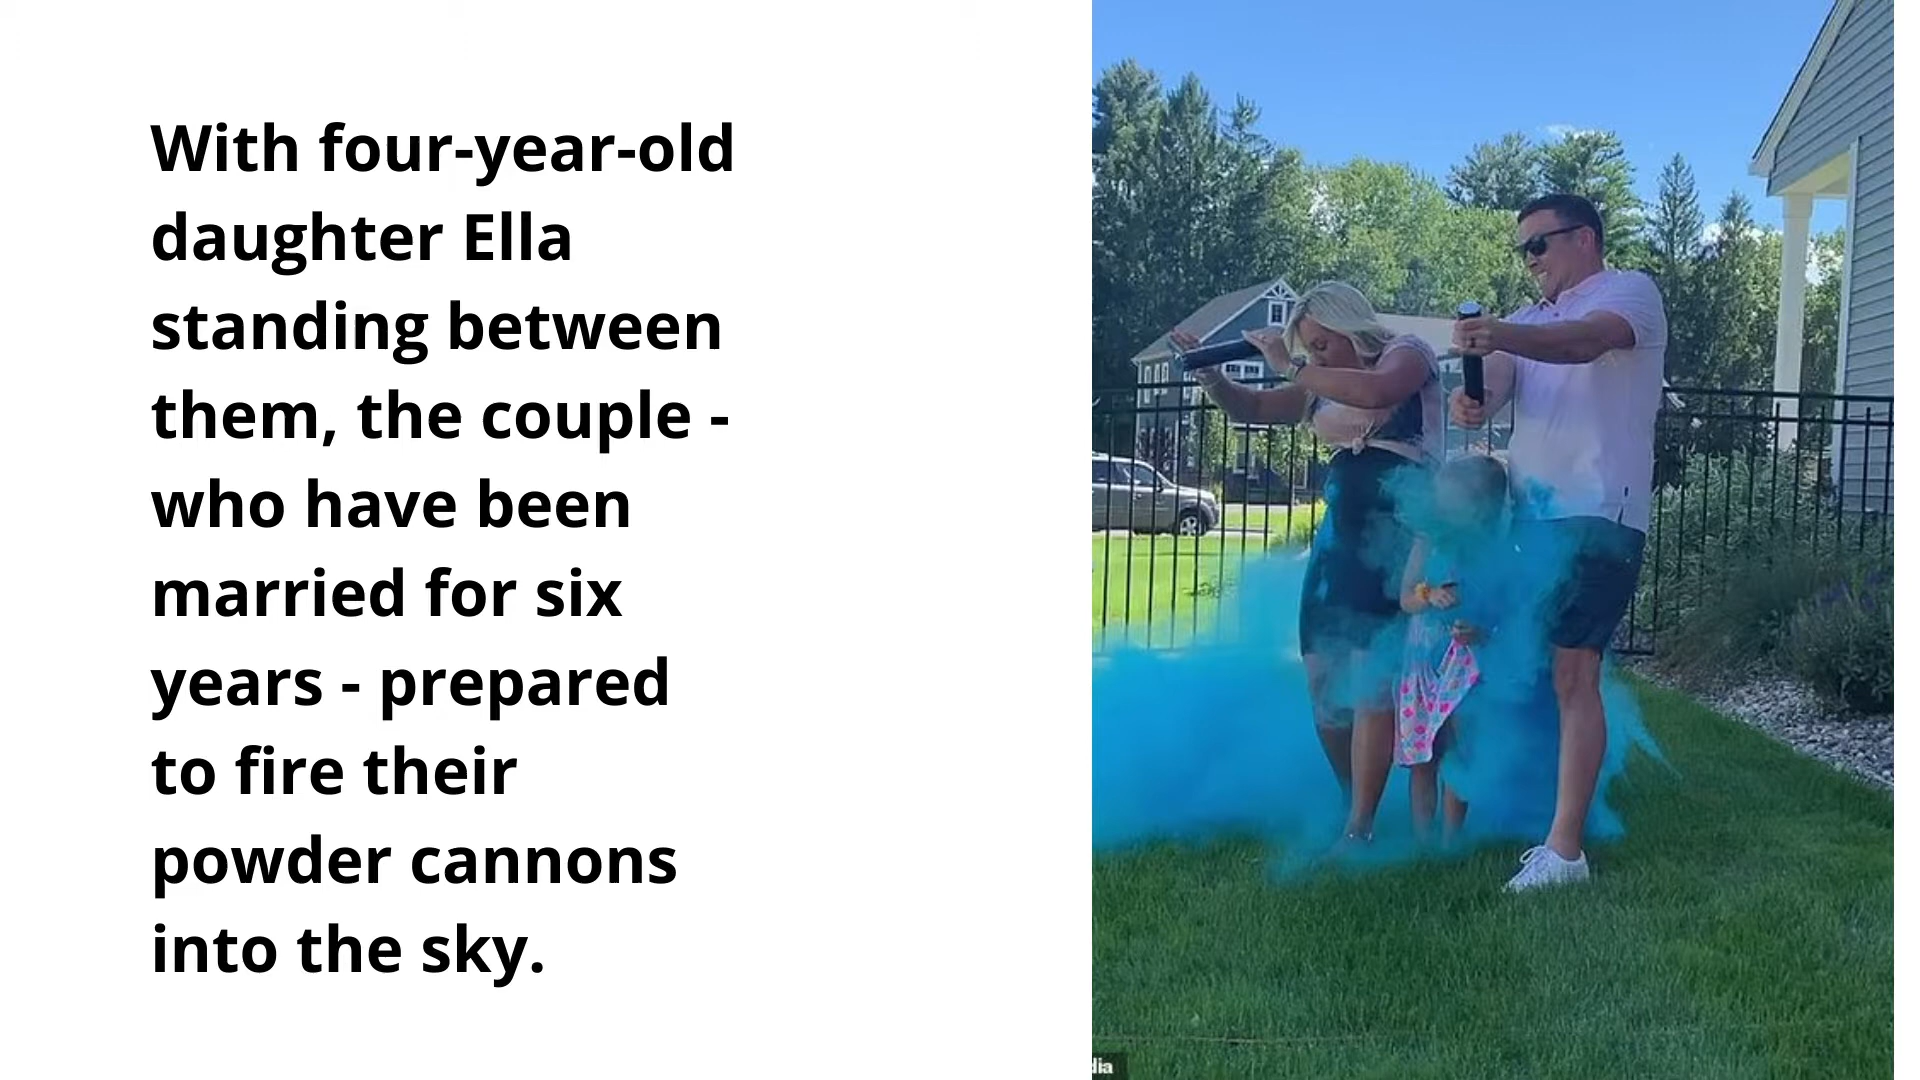 With four-year-old
daughter Ella
standing between
them, the couple -
who have been
married for six
years - prepared
to fire their
powder cannons
into the sky.
dia